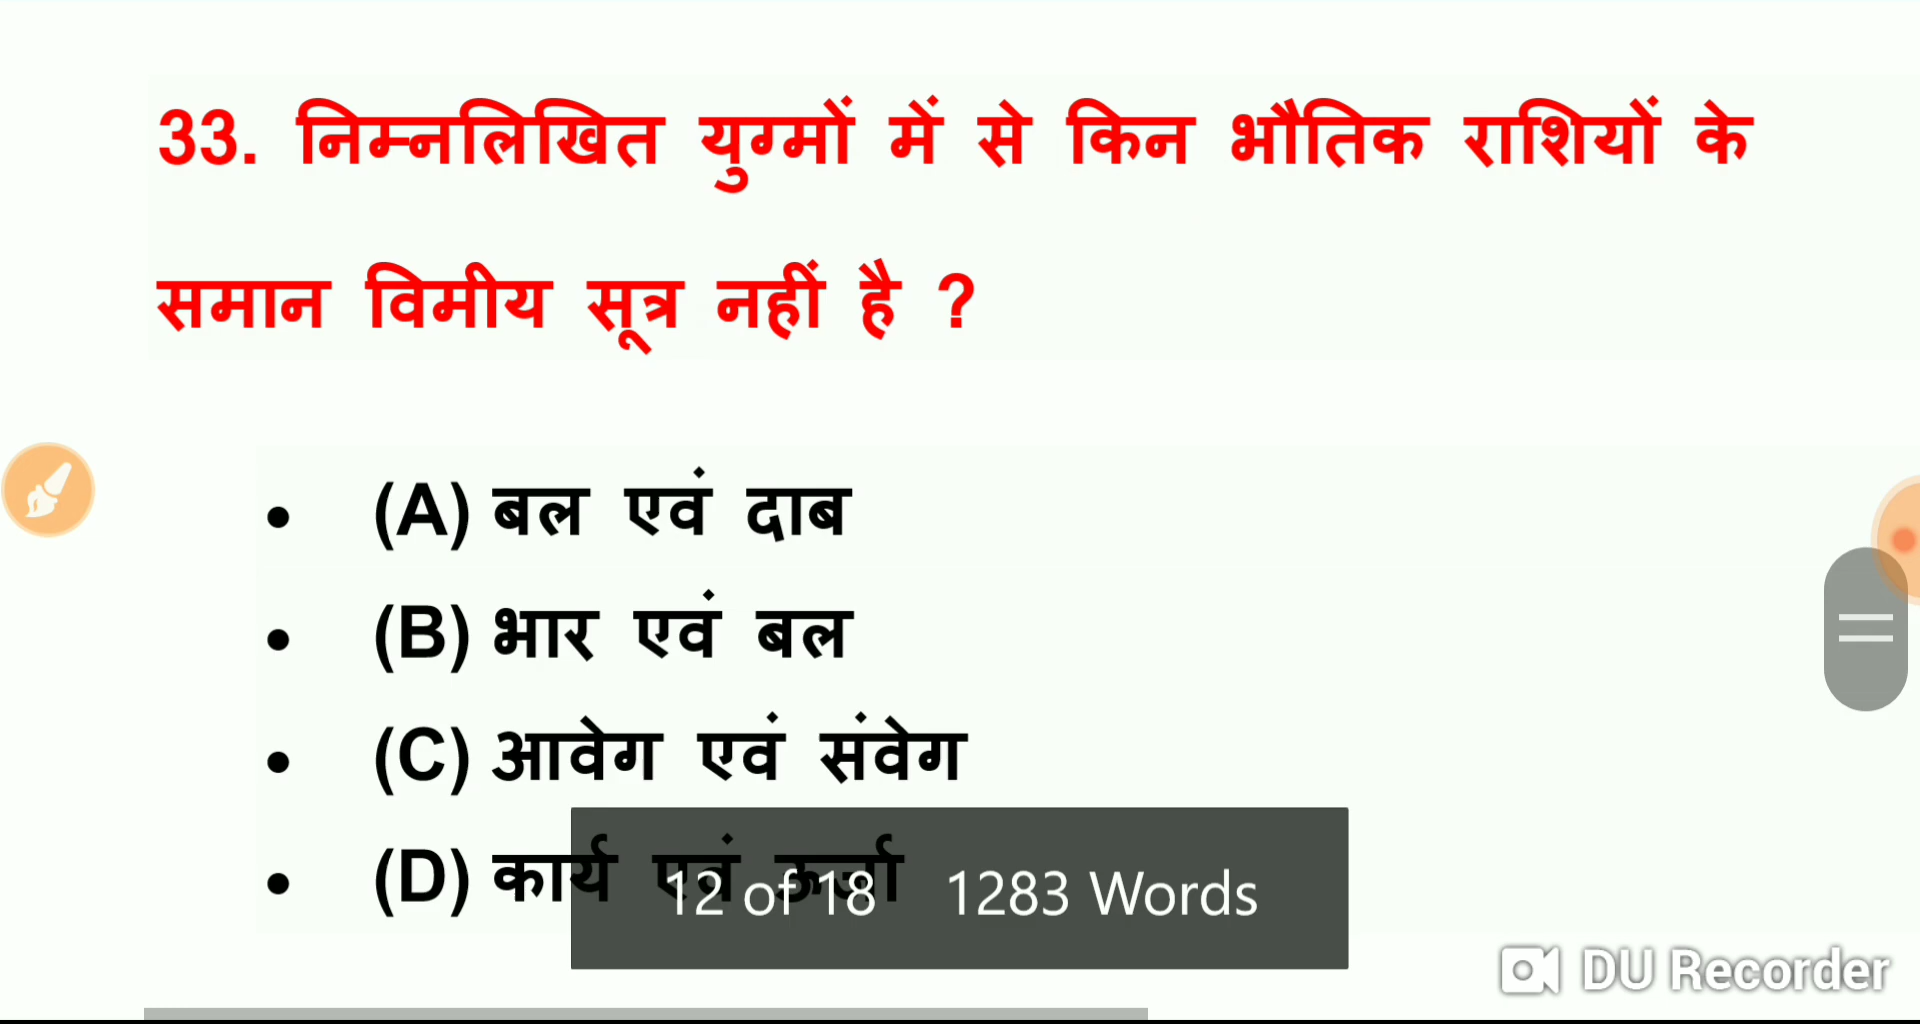 33. निम्नलिखित युग्मों में से किन भौतिक राशियों के
समान विमीय सूत्र नहीं है ?
• (A) बल एवं दाब
• (B) भार एवं बल
• (C) आवेग एवं संवेग
• (D) कार्य एवं ऊर्जा
12 of 18 1283 Words
DU Recorder